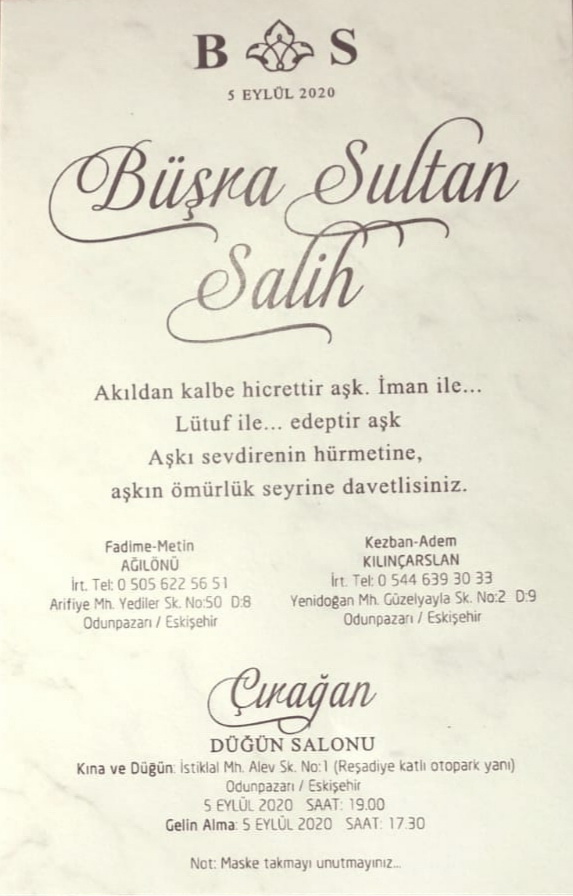 B S
5 EYLÜL 2020
Büşra Sultan
Salih
Akıldan kalbe hicrettir aşk. İman ile...
Lütuf ile... edeptir aşk
Aşkı sevdirenin hürmetine,
aşkın ömürlük seyrine davetlisiniz.
Fadime-Metin
AĞILÖNÜ
İrt. Tel: 0 505 622 56 51
Arifiye Mh. Yediler Sk. No:50 D:8
Odunpazarı / Eskişehir
Kezban-Adem
KILINÇARSLAN
İrt. Tel: 0 544 639 30 33
Yenidoğan Mh. Güzelyayla Sk. No:2 D:9
Odunpazarı / Eskişehir
Çırağan
DÜĞÜN SALONU
Kına ve Düğün: İstiklal Mh. Alev Sk. No:1 (Reşadiye katlı otopark yanı)
Odunpazarı / Eskişehir
5 EYLÜL 2020 SAAT: 19.00
Gelin Alma: 5 EYLÜL 2020 SAAT: 17.30
Not: Maske takmayı unutmayınız...